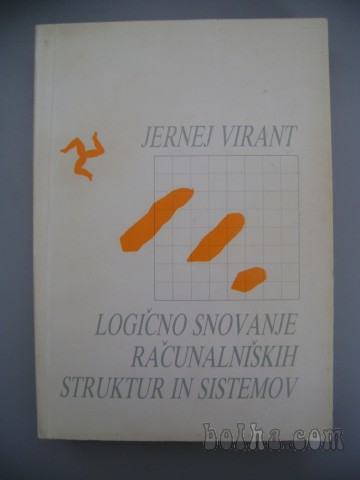 JERNEJ VIRANT
LOGIČNO SNOVANJE
RAČUNALNIŠKIH
STRUKTUR IN SISTEMOV
bolha.com